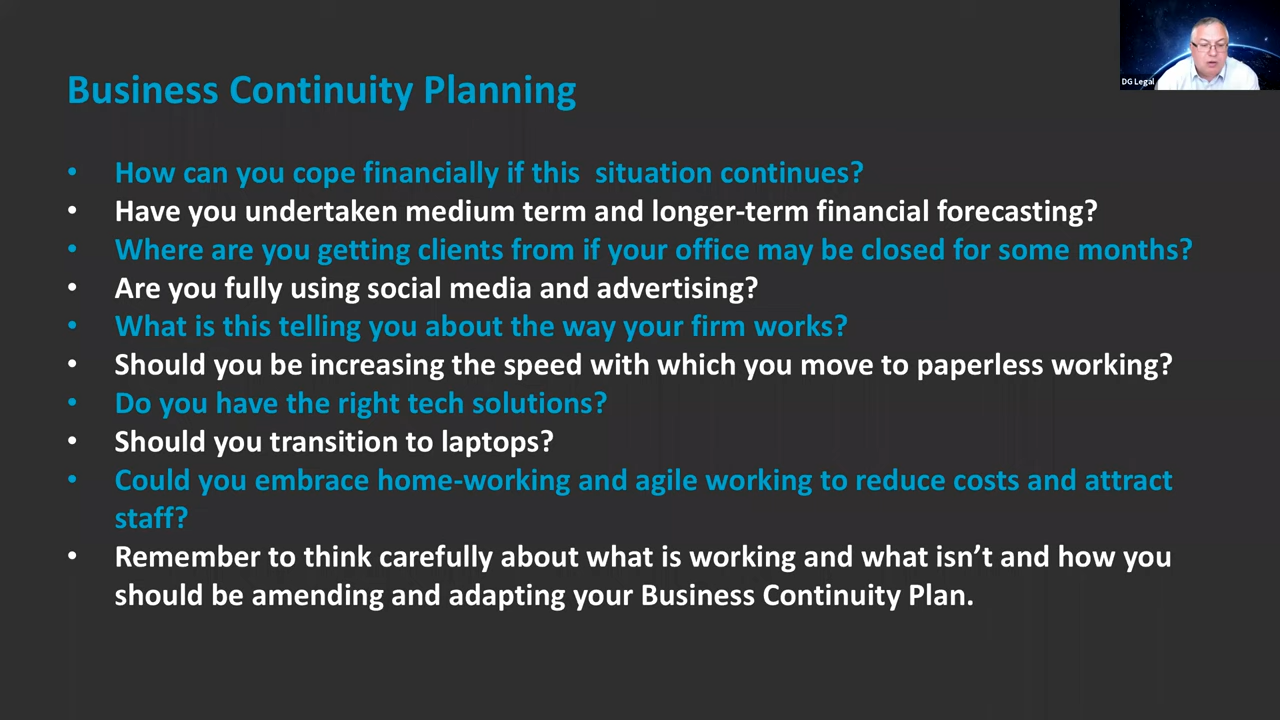 DG Legal
Business Continuity Planning
• How can you cope financially if this  situation continues?
• Have you undertaken medium term and longer-term financial forecasting?
• Where are you getting clients from if your office may be closed for some months?
• Are you fully using social media and advertising?
• What is this telling you about the way your firm works?
• Should you be increasing the speed with which you move to paperless working?
• Do you have the right tech solutions?
• Should you transition to laptops?
• Could you embrace home-working and agile working to reduce costs and attract
staff?
• Remember to think carefully about what is working and what isn’t and how you
should be amending and adapting your Business Continuity Plan.